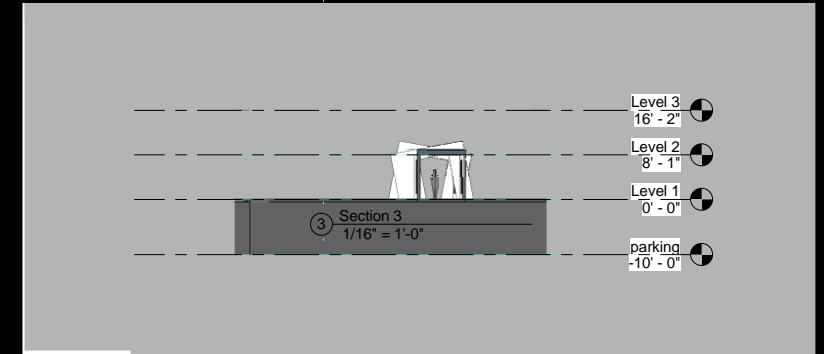 Level 3
16' - 2"
Level 2
8' - 1"
Level 1
0' - 0"
3
Section 3
1/16" = 1'-0"
parking
-10' - 0"